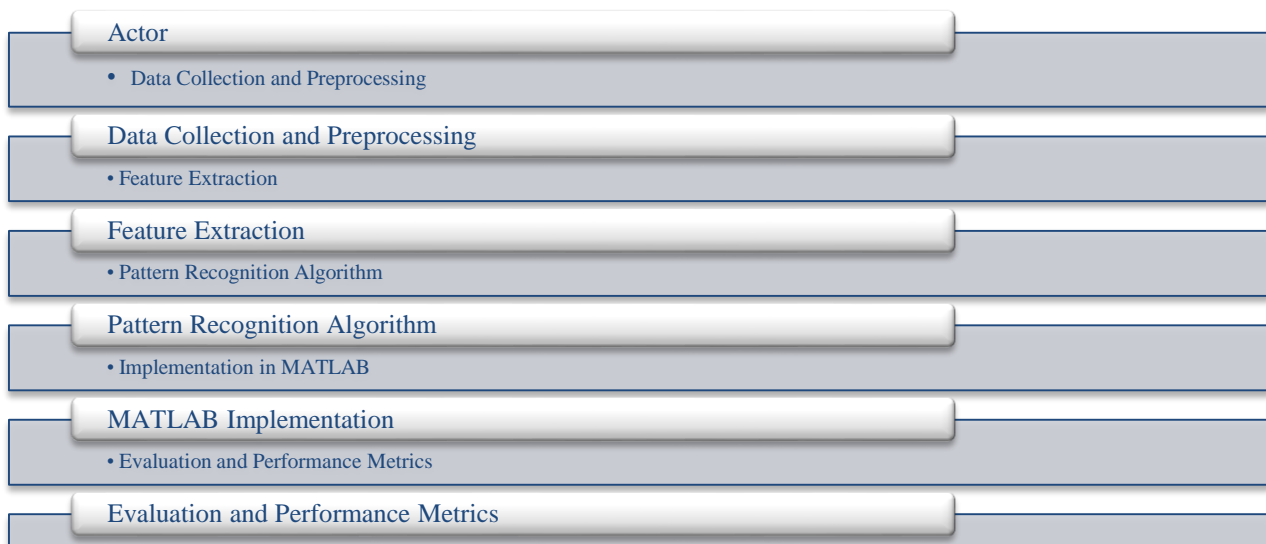 Actor
• Data Collection and Preprocessing
Data Collection and Preprocessing
• Feature Extraction
Feature Extraction
• Pattern Recognition Algorithm
Pattern Recognition Algorithm
• Implementation in MATLAB
MATLAB Implementation
• Evaluation and Performance Metrics
Evaluation and Performance Metrics